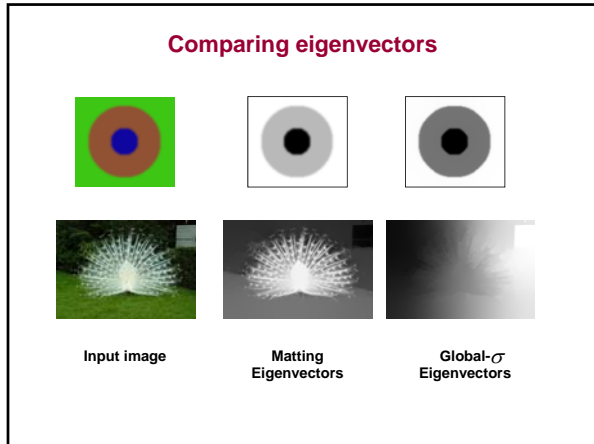 Comparing eigenvectors
Input image
Matting
Eigenvectors
Global-σ
Eigenvectors